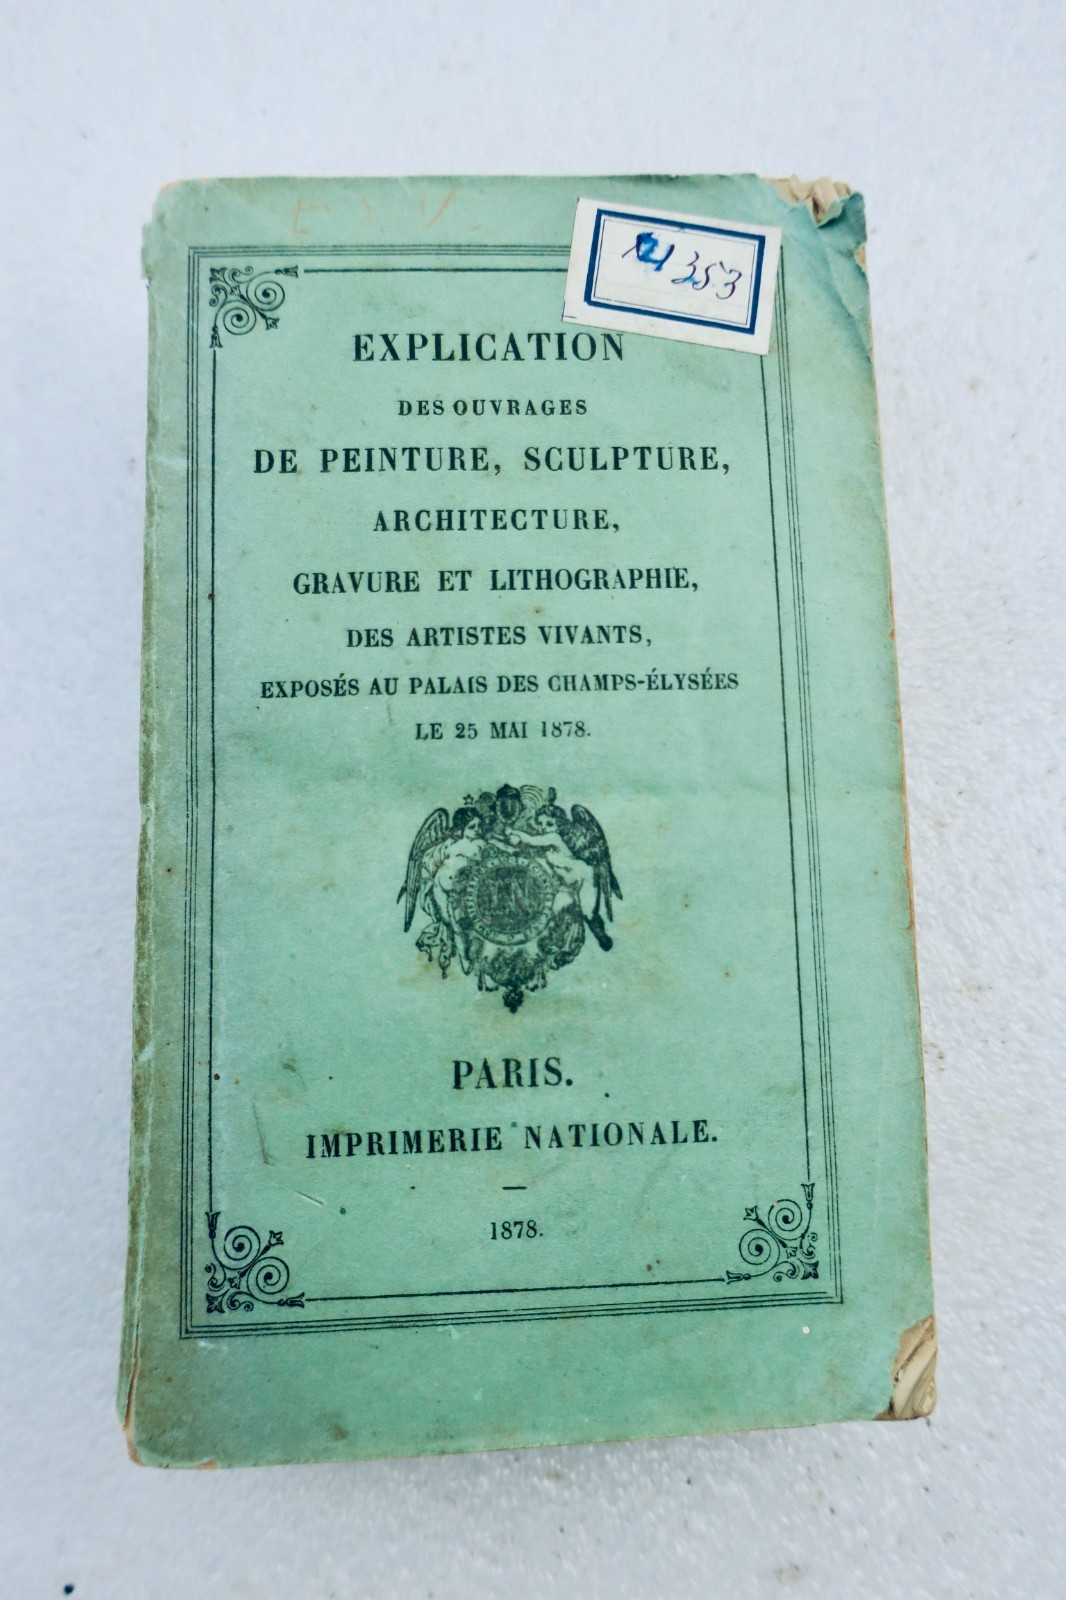 353
EXPLICATION
DES OUVRAGES
DE PEINTURE, SCULPTURE,
ARCHITECTURE,
GRAVURE ET LITHOGRAPHIE,
DES ARTISTES VIVANTS,
EXPOSÉS AU PALAIS DES CHAMPS-ÉLYSÉES
LE 25 MAI 1878.
PARIS.
IMPRIMERIE NATIONALE.
1878.